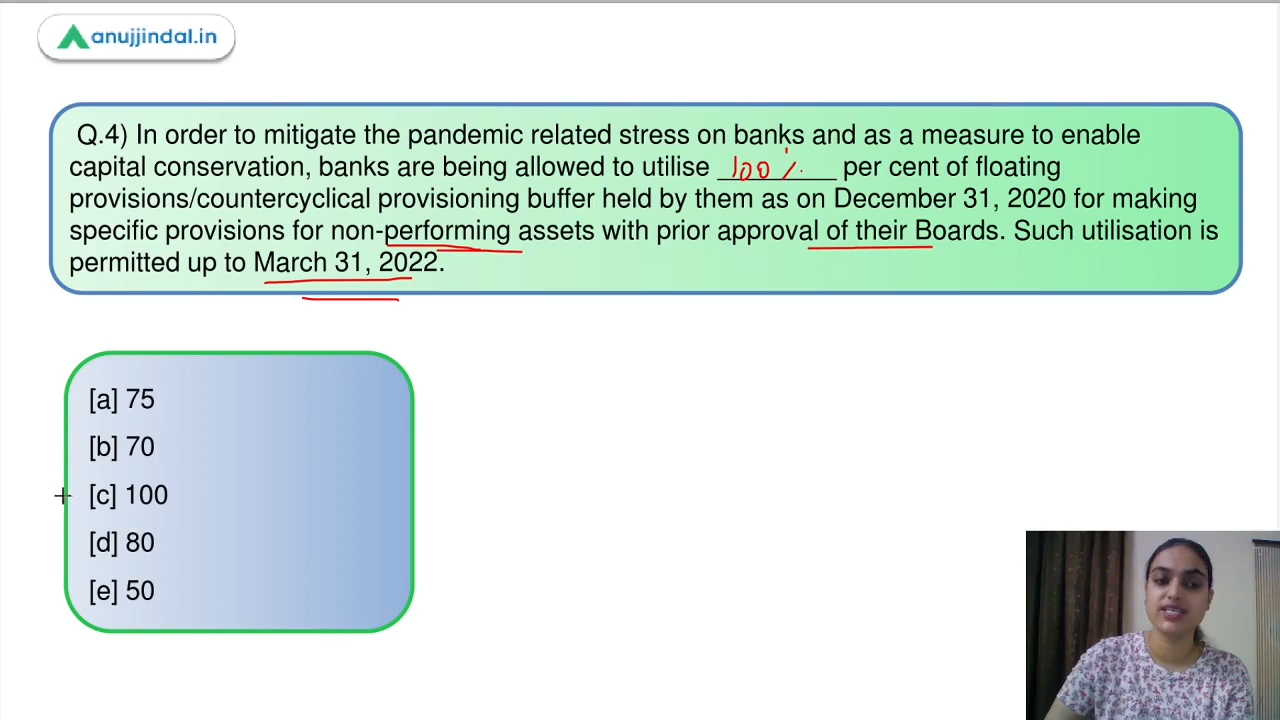 anujjindal.in
Q.4) In order to mitigate the pandemic related stress on banks and as a measure to enable
capital conservation, banks are being allowed to utilise 100 % per cent of floating
provisions/countercyclical provisioning buffer held by them as on December 31, 2020 for making
specific provisions for non-performing assets with prior approval of their Boards. Such utilisation is
permitted up to March 31, 2022.
[a] 75
[b] 70
[c] 100
[d] 80
[e] 50